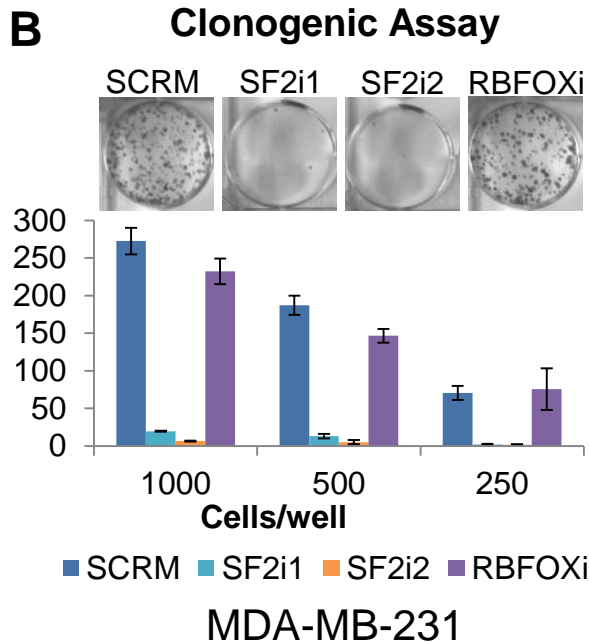 B
Clonogenic Assay
SCRM SF2i1 SF2i2 RBFOXi
300
250
200
150
100
50
0
1000 500 250
Cells/well
SCRM SF2i1 SF2i2 RBFOXi
MDA-MB-231